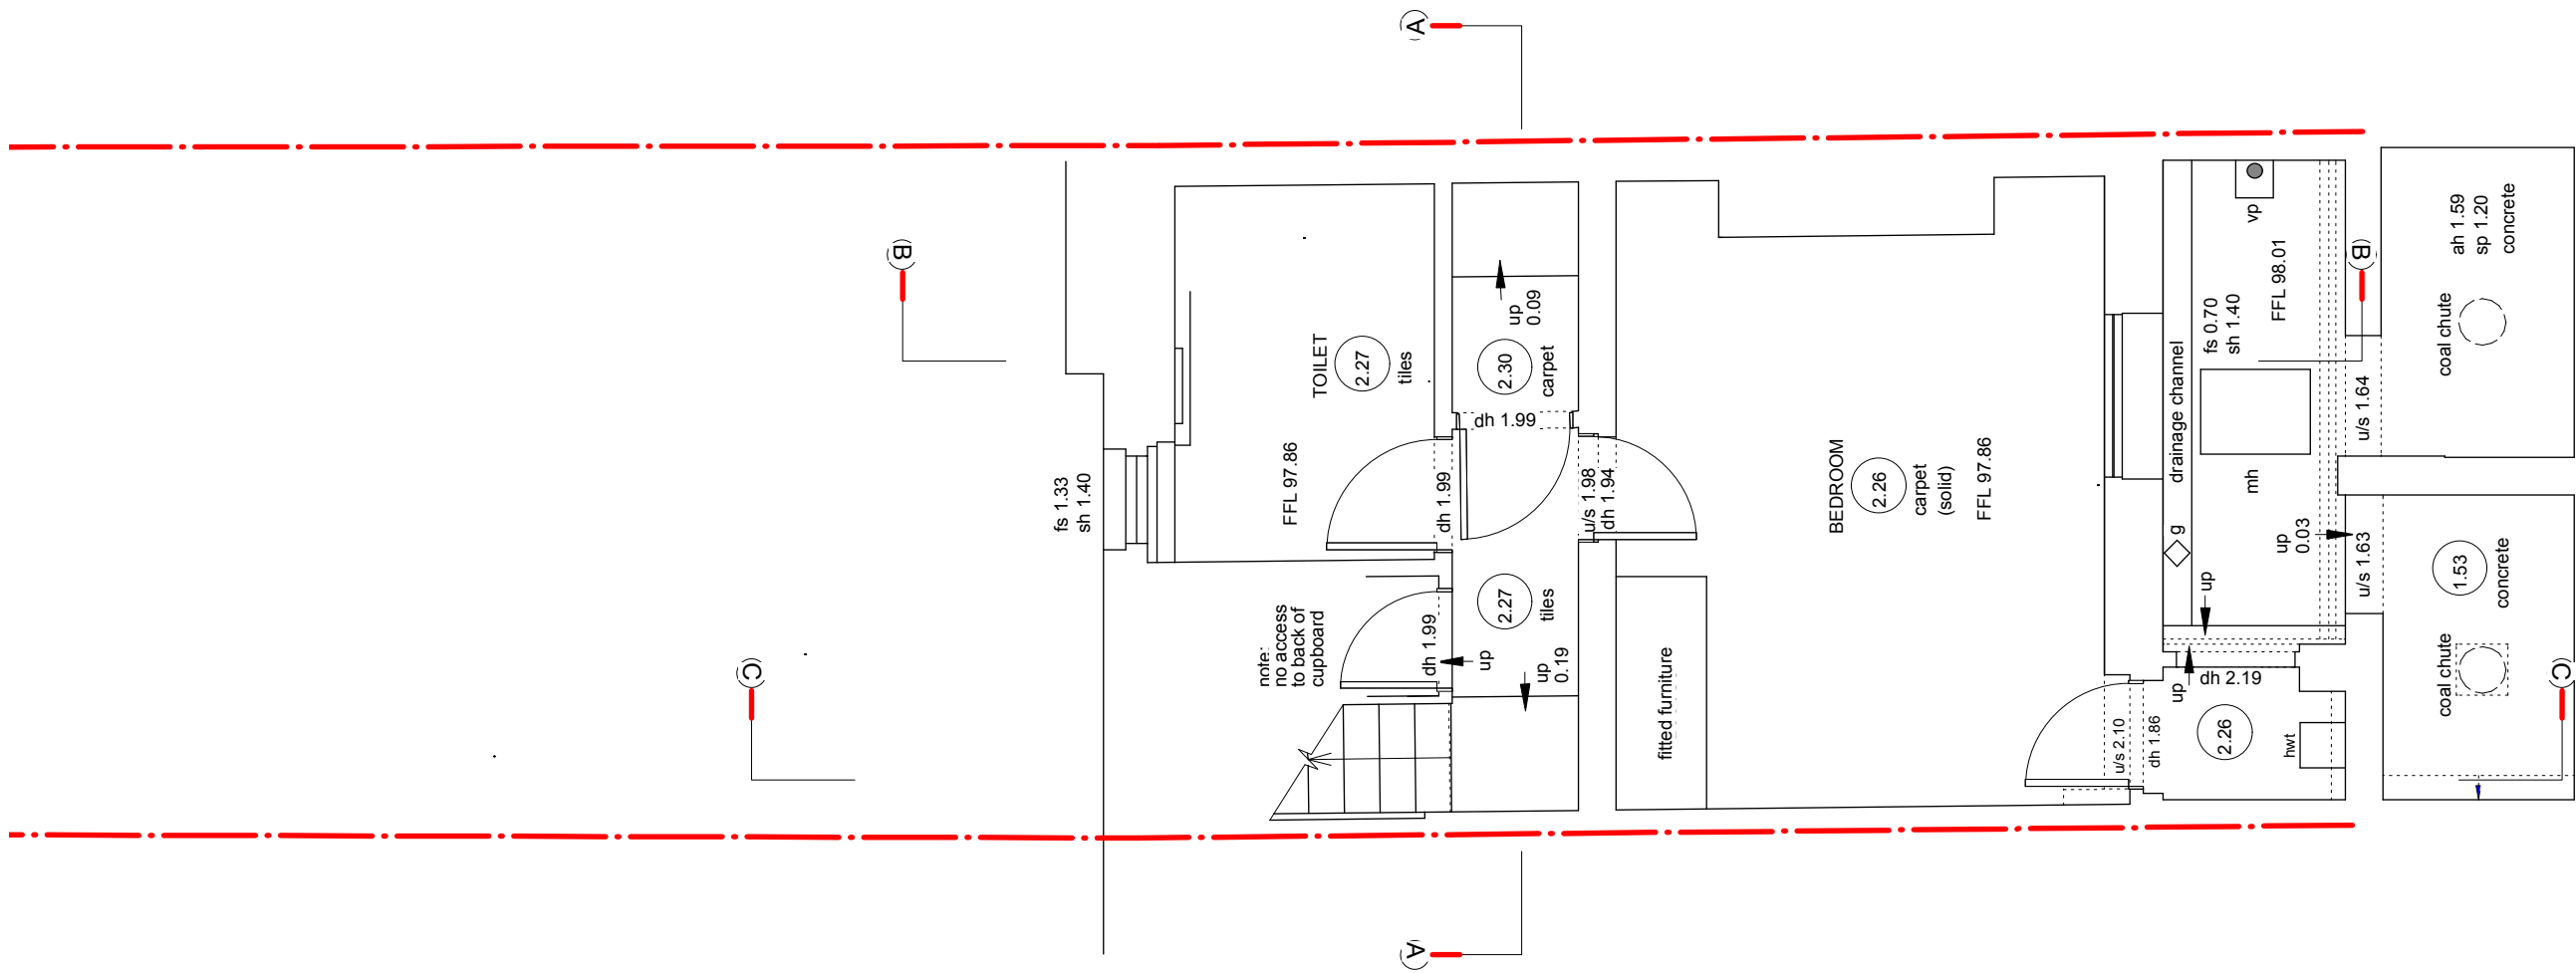 A
B
C
fs 1.33
sh 1.40
TOILET
2.27
tiles
FFL 97.86
note:
no access
to back of
cupboard
dh 1.99
up
dh 1.99
up
0.09
2.30
carpet
dh 1.99
2.27
tiles
up
0.19
u/s 1.98
dh 1.94
BEDROOM
2.26
carpet
(solid)
FFL 97.86
fitted furniture
u/s 2.10
dh 1.86
drainage channel
g
vp
fs 0.70
sh 1.40
FFL 98.01
mh
up
0.03
up
up
dh 2.19
2.26
hwt
u/s 1.64
u/s 1.63
ah 1.59
sp 1.20
concrete
coal chute
1.53
concrete
coal chute
A
B
C